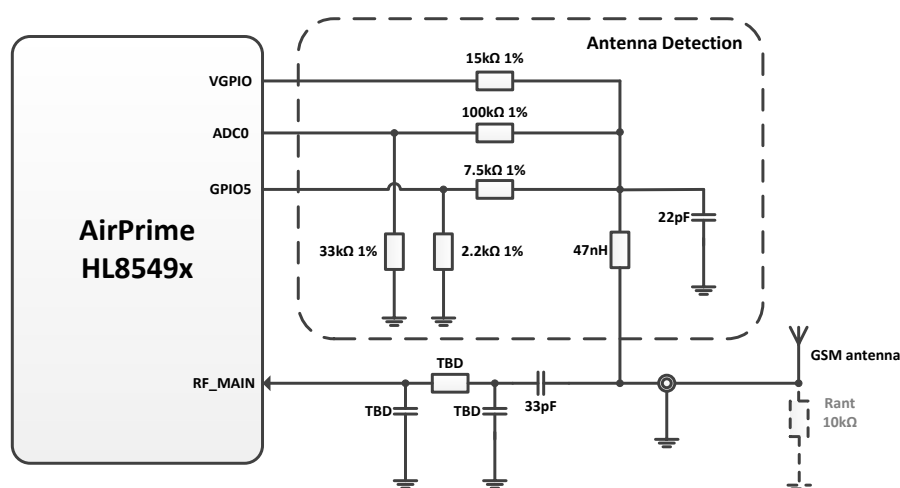 Antenna Detection
15kΩ 1%
VGPIO
100kΩ 1%
ADC0
7.5kΩ 1%
GPIO5
22pF
AirPrime
HL8549x
33kΩ 1%
2.2kΩ 1%
47nH
GSM antenna
TBD
RF_MAIN
TBD
TBD
33pF
Rant
10kΩ